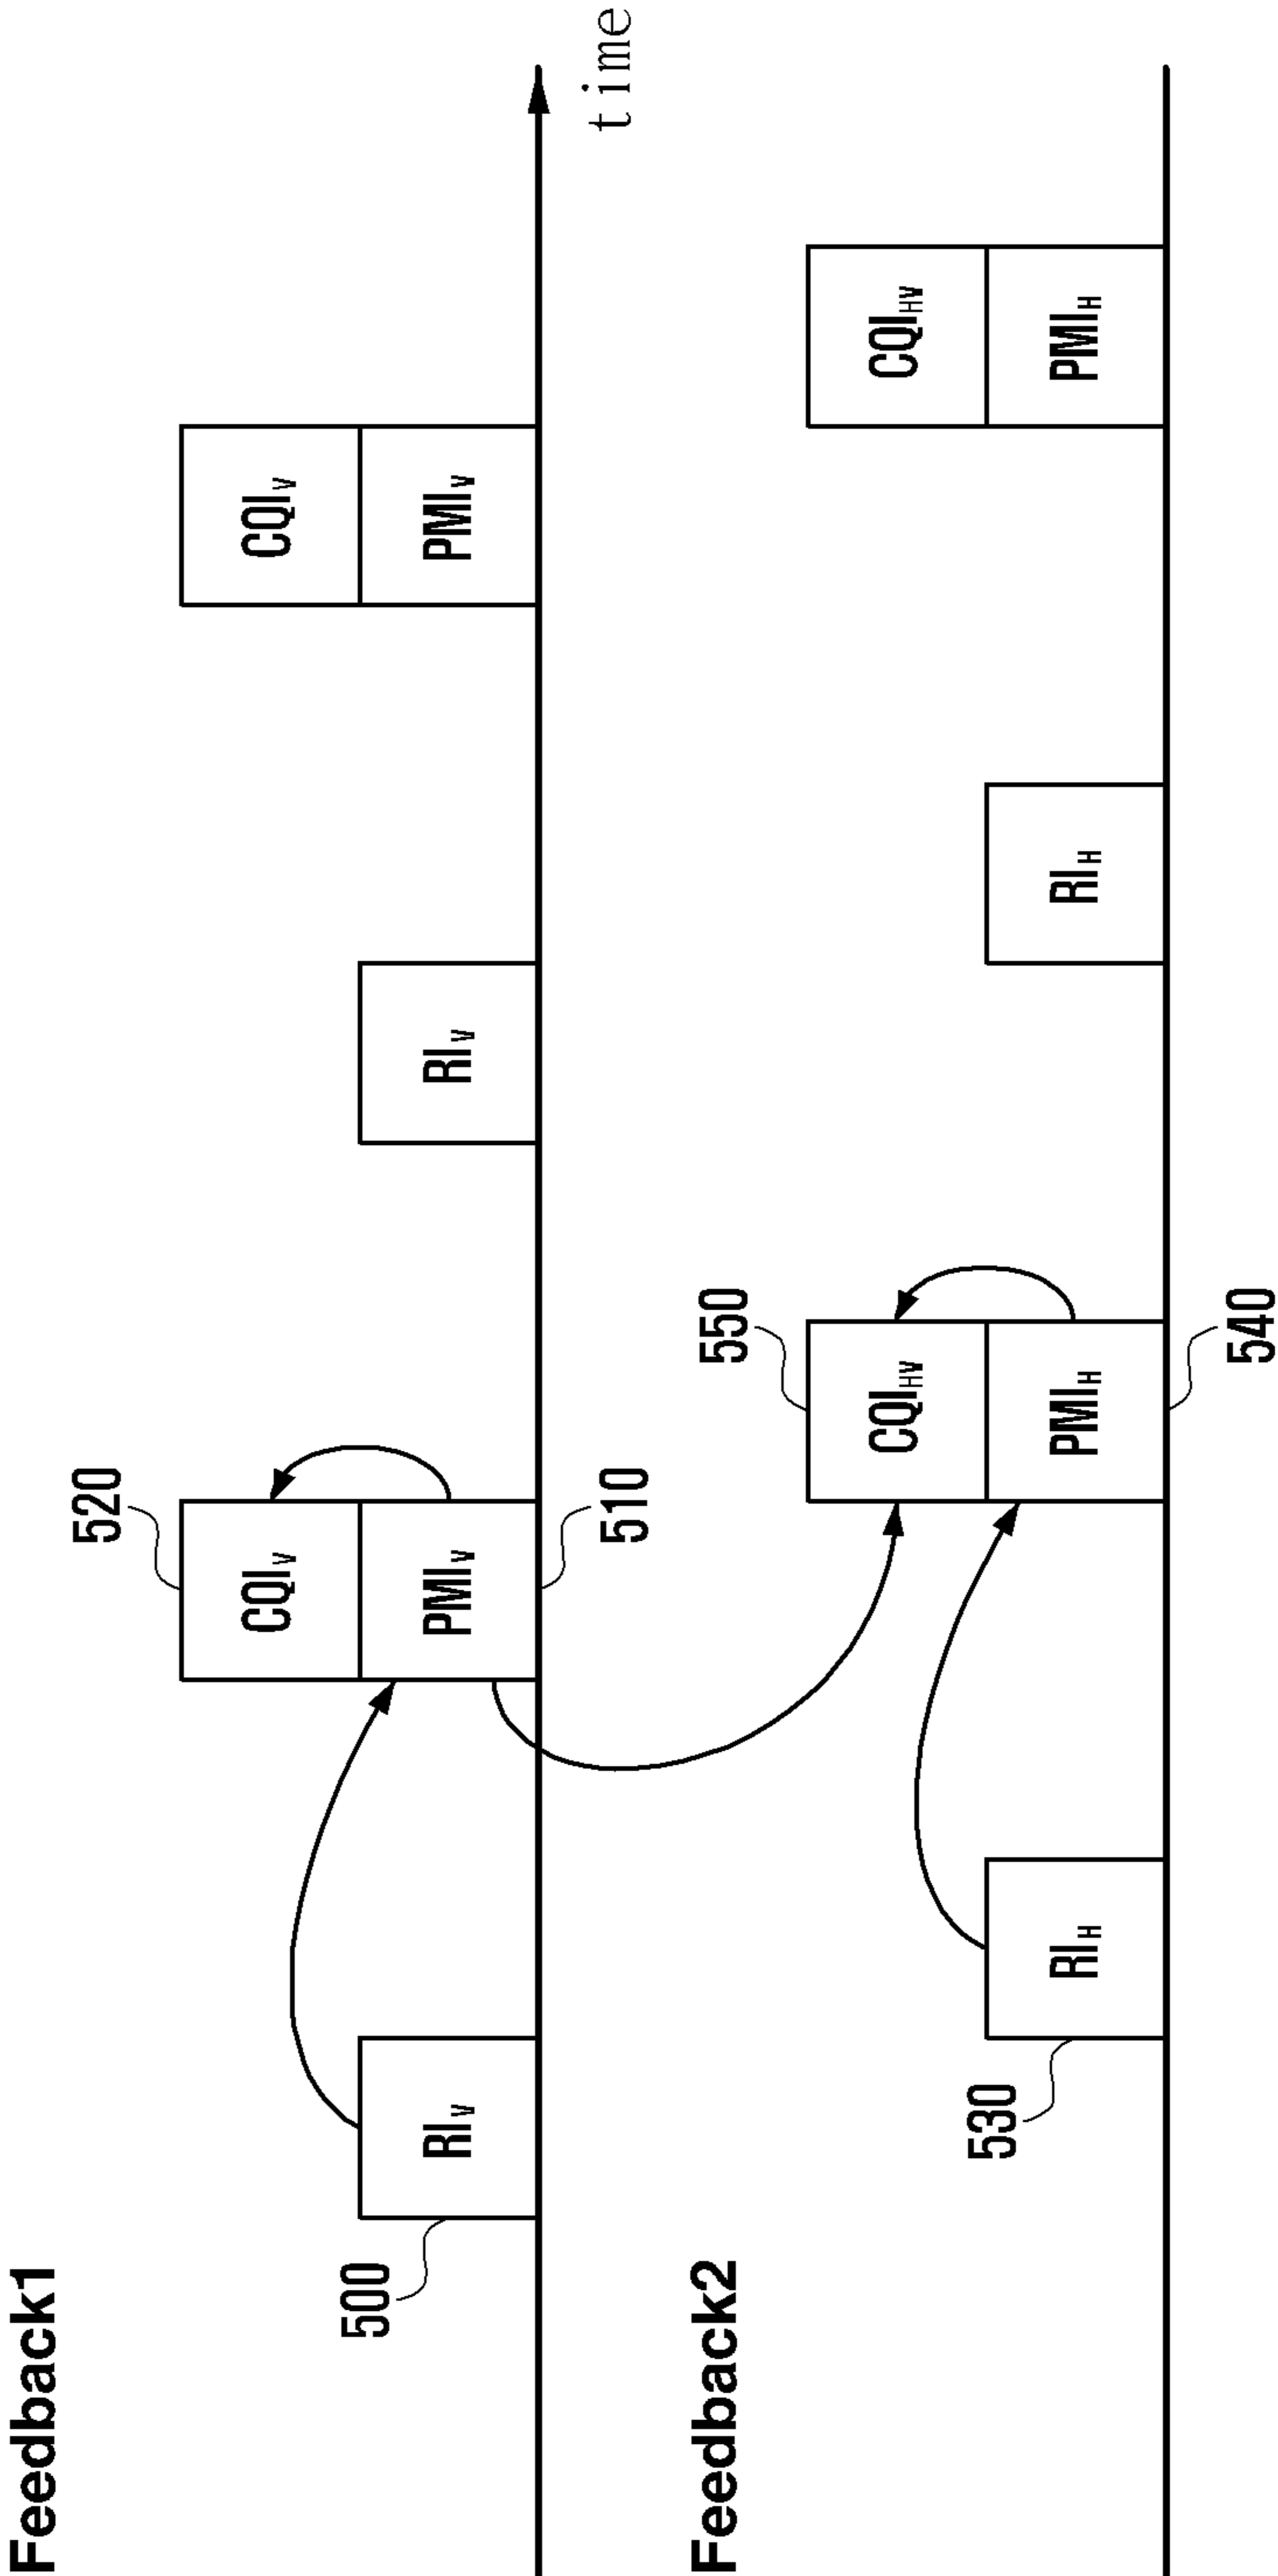 Feedback1
520
CQIV
CQIV
500
RIV
PMIV
RIV
PMIV
510
time
Feedback2
550
CQIHV
CQIHV
530
RIH
PMIH
RIH
PMIH
540